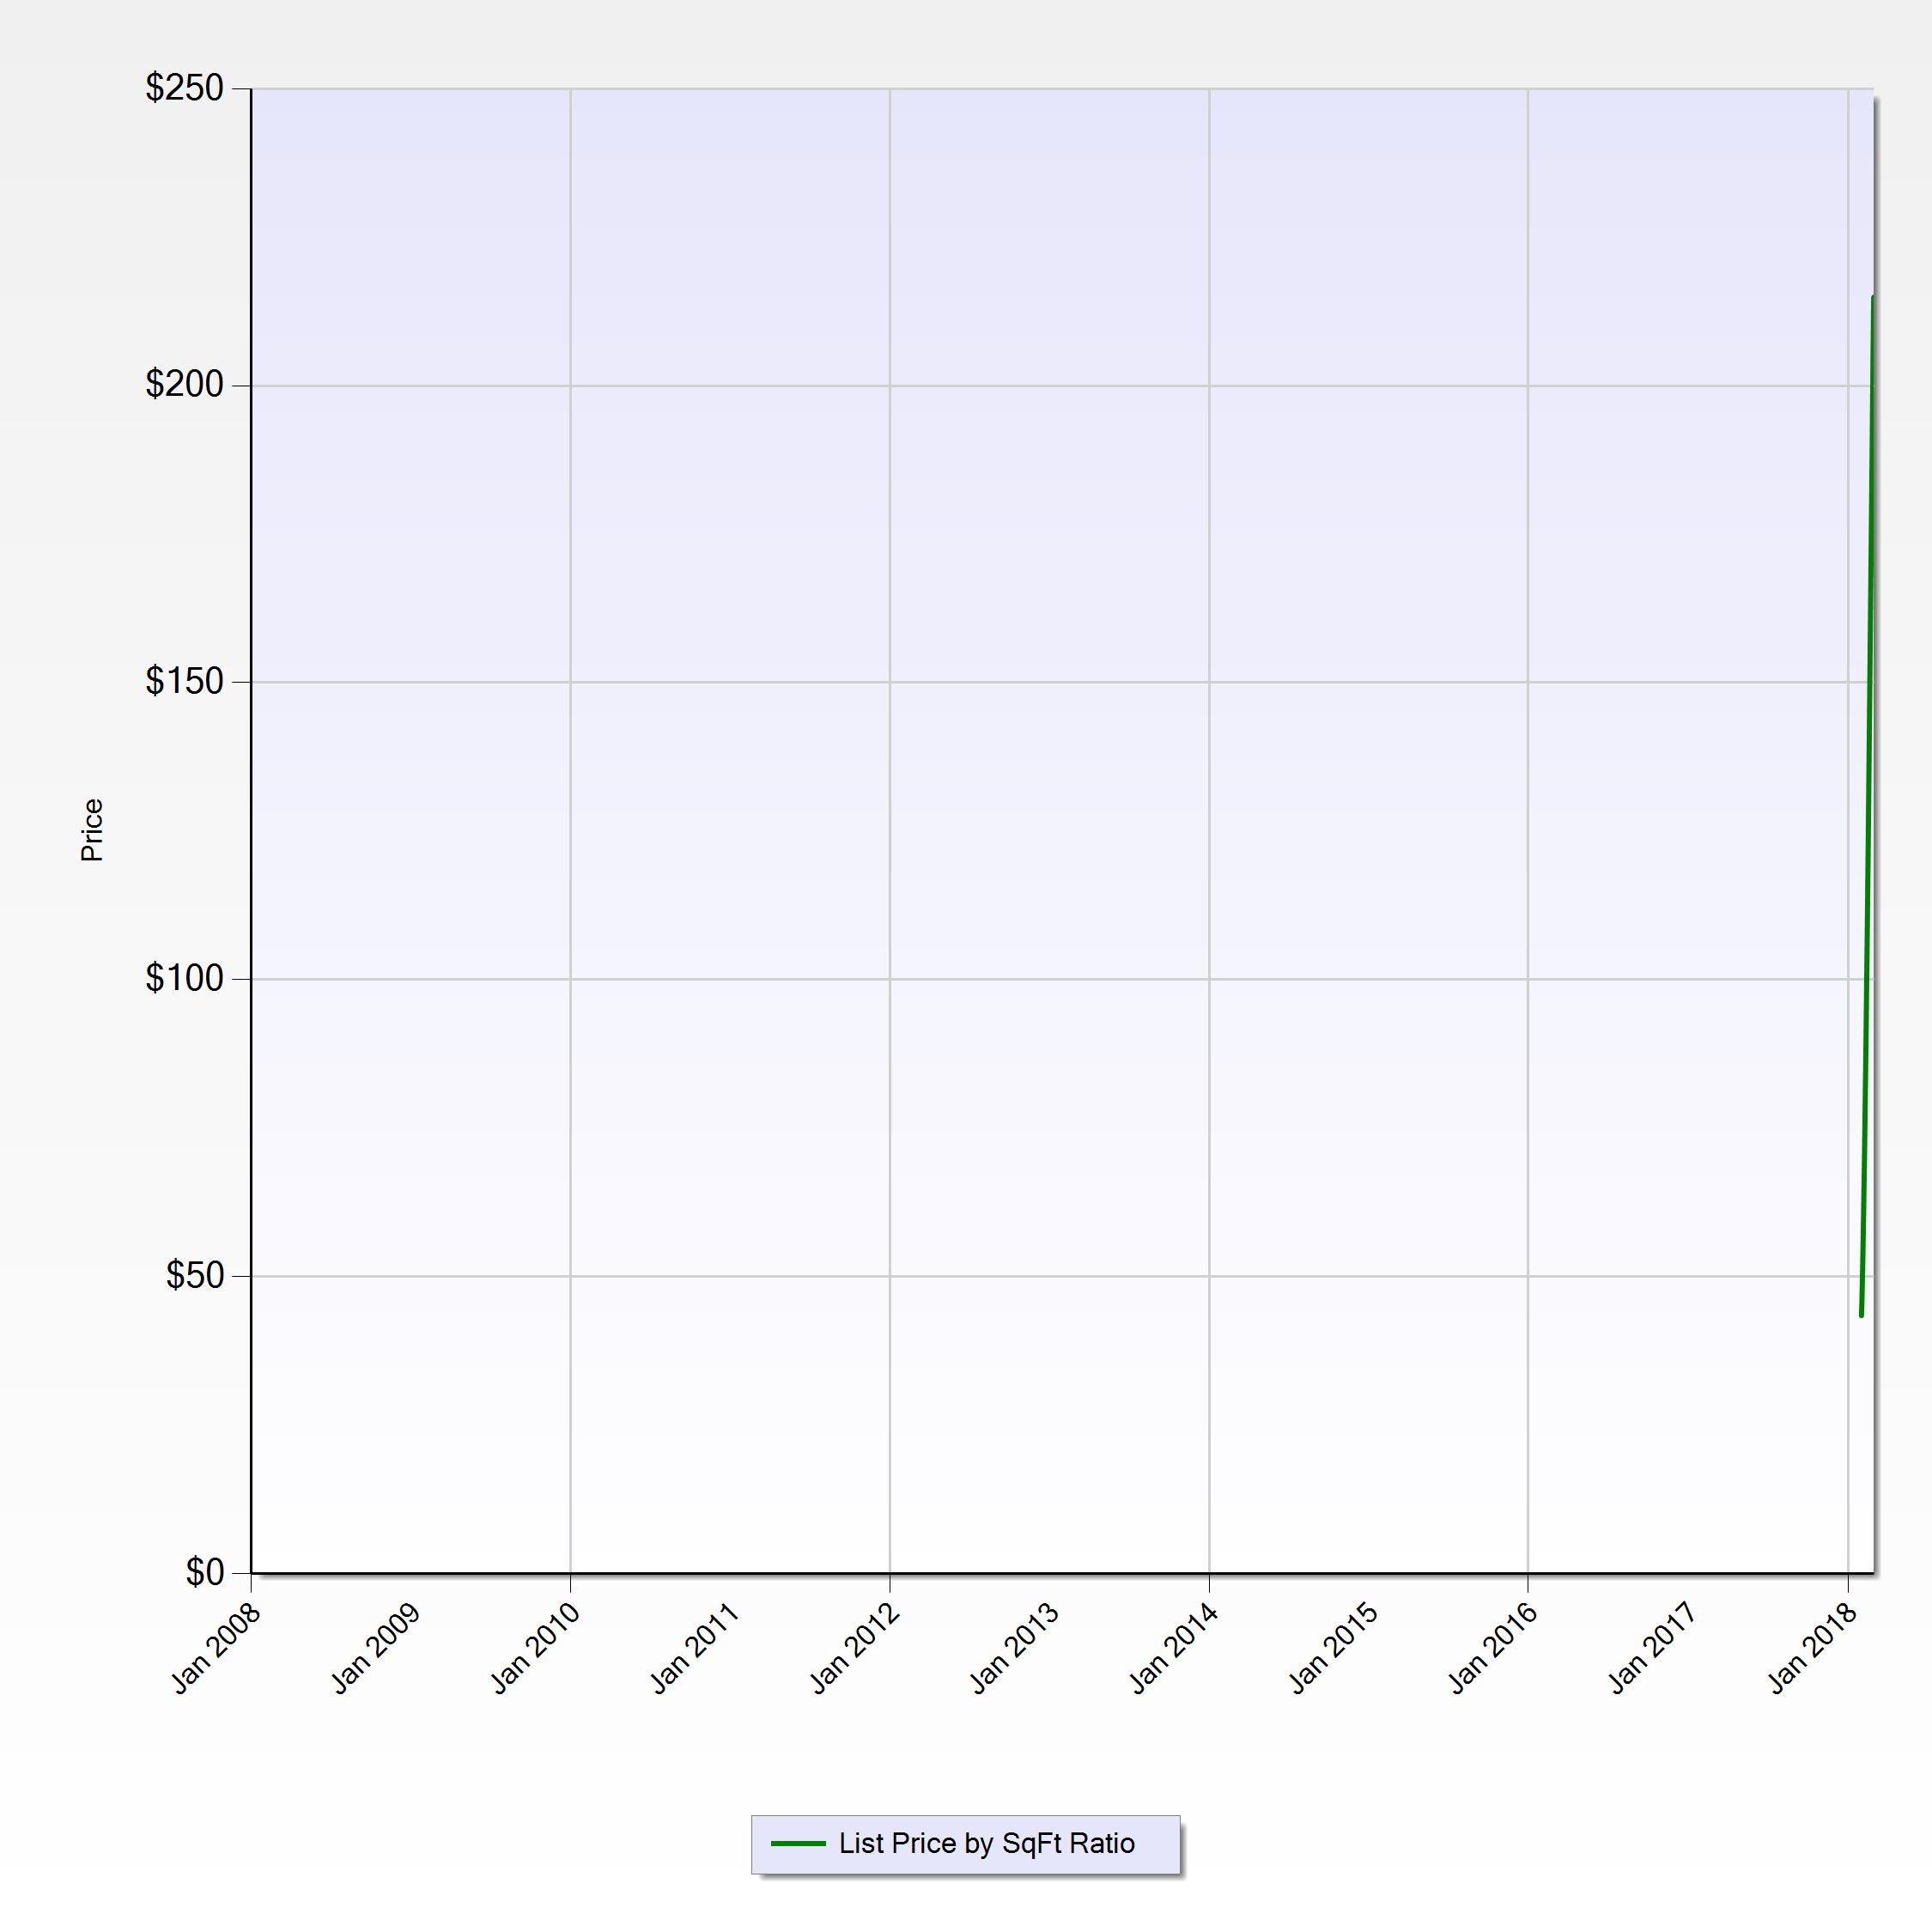 $250
$200
$150
$100
$50
$0
Price
Jan 2008
Jan 2009
Jan 2010
Jan 2011
Jan 2012
Jan 2013
Jan 2014
Jan 2015
Jan 2016
Jan 2017
Jan 2018
List Price by SqFt Ratio